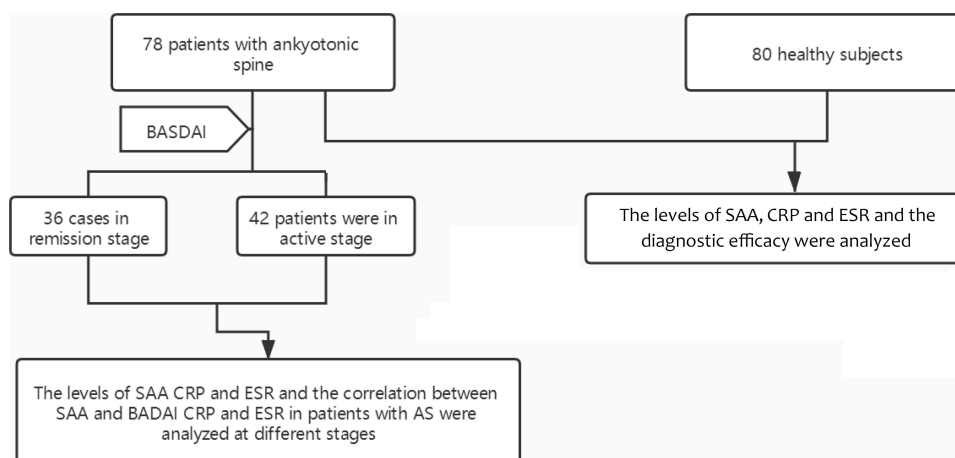 78 patients with ankyotonic
spine
80 healthy subjects
BASDAI
36 cases in
remission stage
42 patients were in
active stage
The levels of SAA, CRP and ESR and the
diagnostic efficacy were analyzed
The levels of SAA CRP and ESR and the correlation between
SAA and BADAI CRP and ESR in patients with AS were
analyzed at different stages